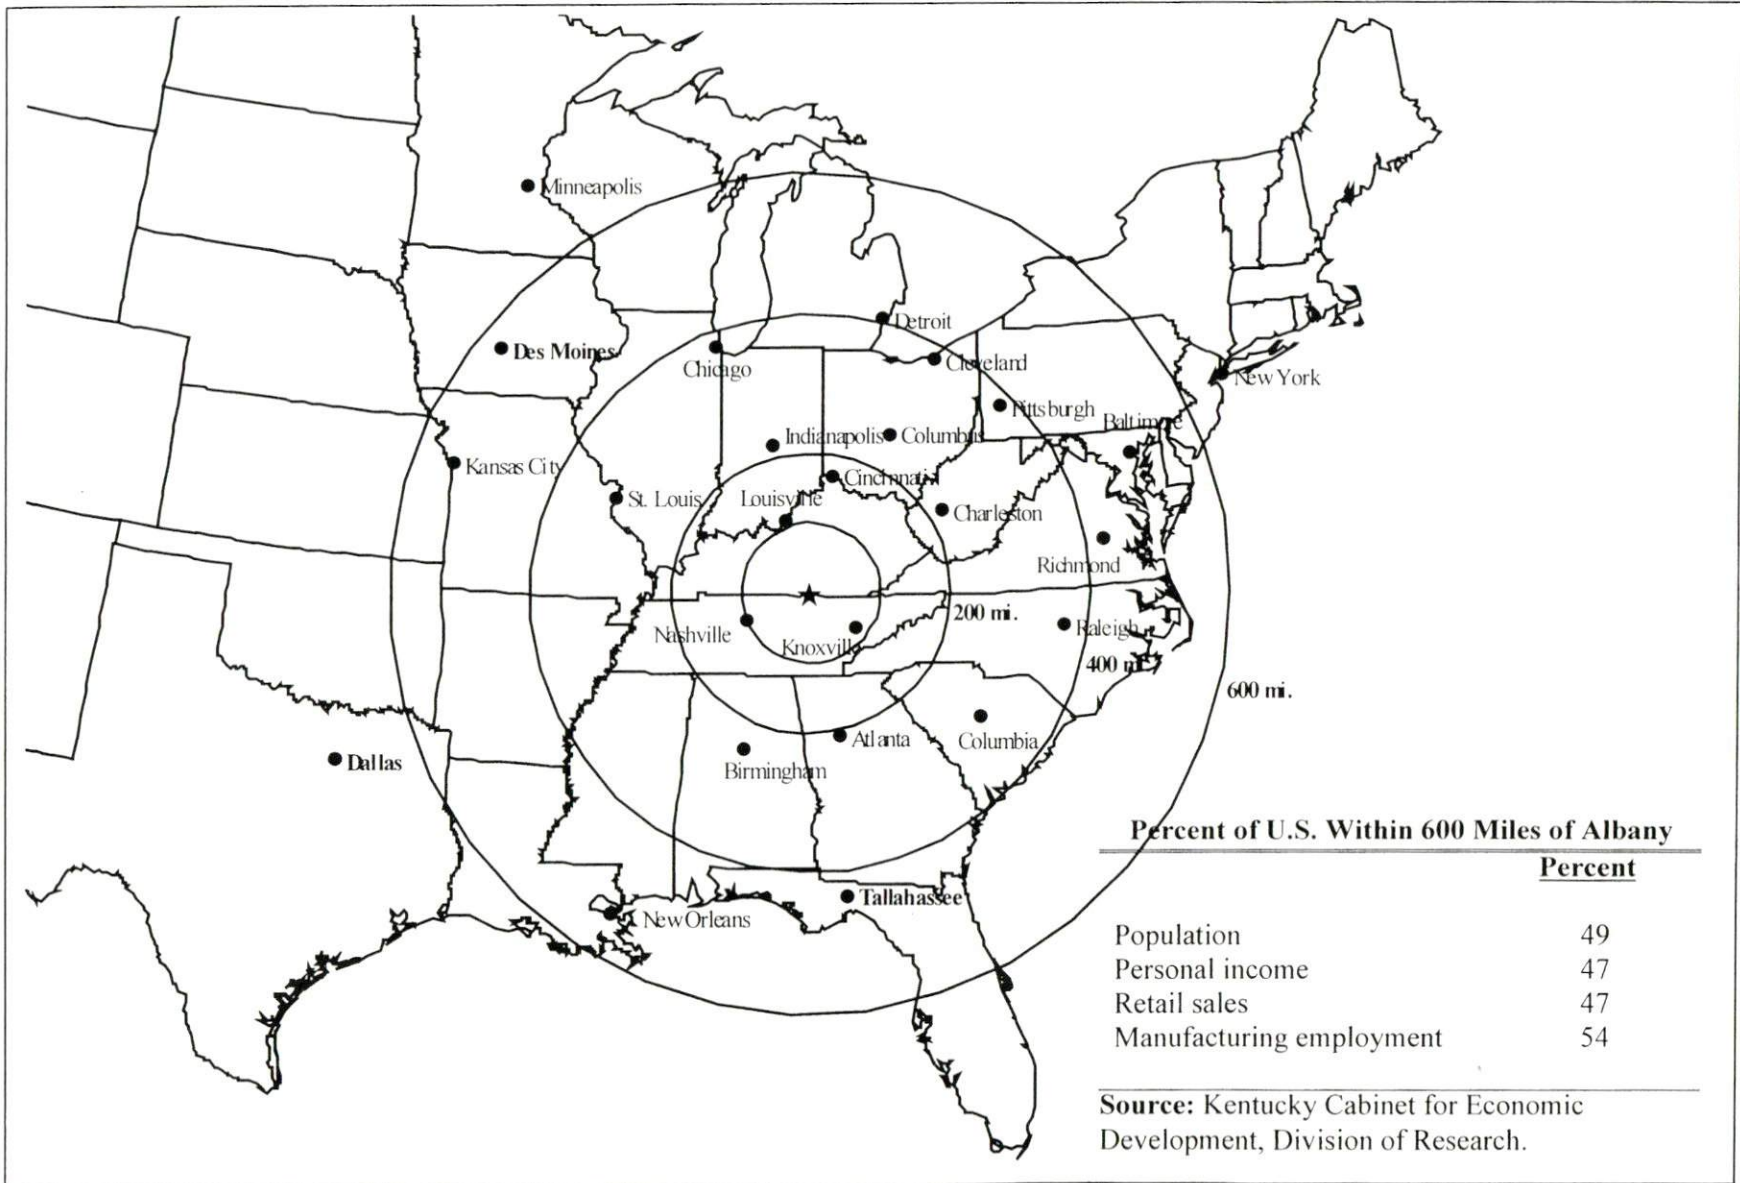 Minneapolis
Detroit
Des Moines
Chicago
Cleveland
New York
Pittsburgh
Baltimore
Indianapolis
Columbus
Kansas City
Cincinnati
St. Louis
Louisville
Charleston
Richmond
200 mi.
Nashville
Knoxville
Raleigh
400 mi.
600 mi.
Atlanta
Columbia
Dallas
Birmingham
Tallahassee
New Orleans
Percent of U.S. Within 600 Miles of Albany
Percent
Population 49
Personal income 47
Retail sales 47
Manufacturing employment 54
Source: Kentucky Cabinet for Economic
Development, Division of Research.